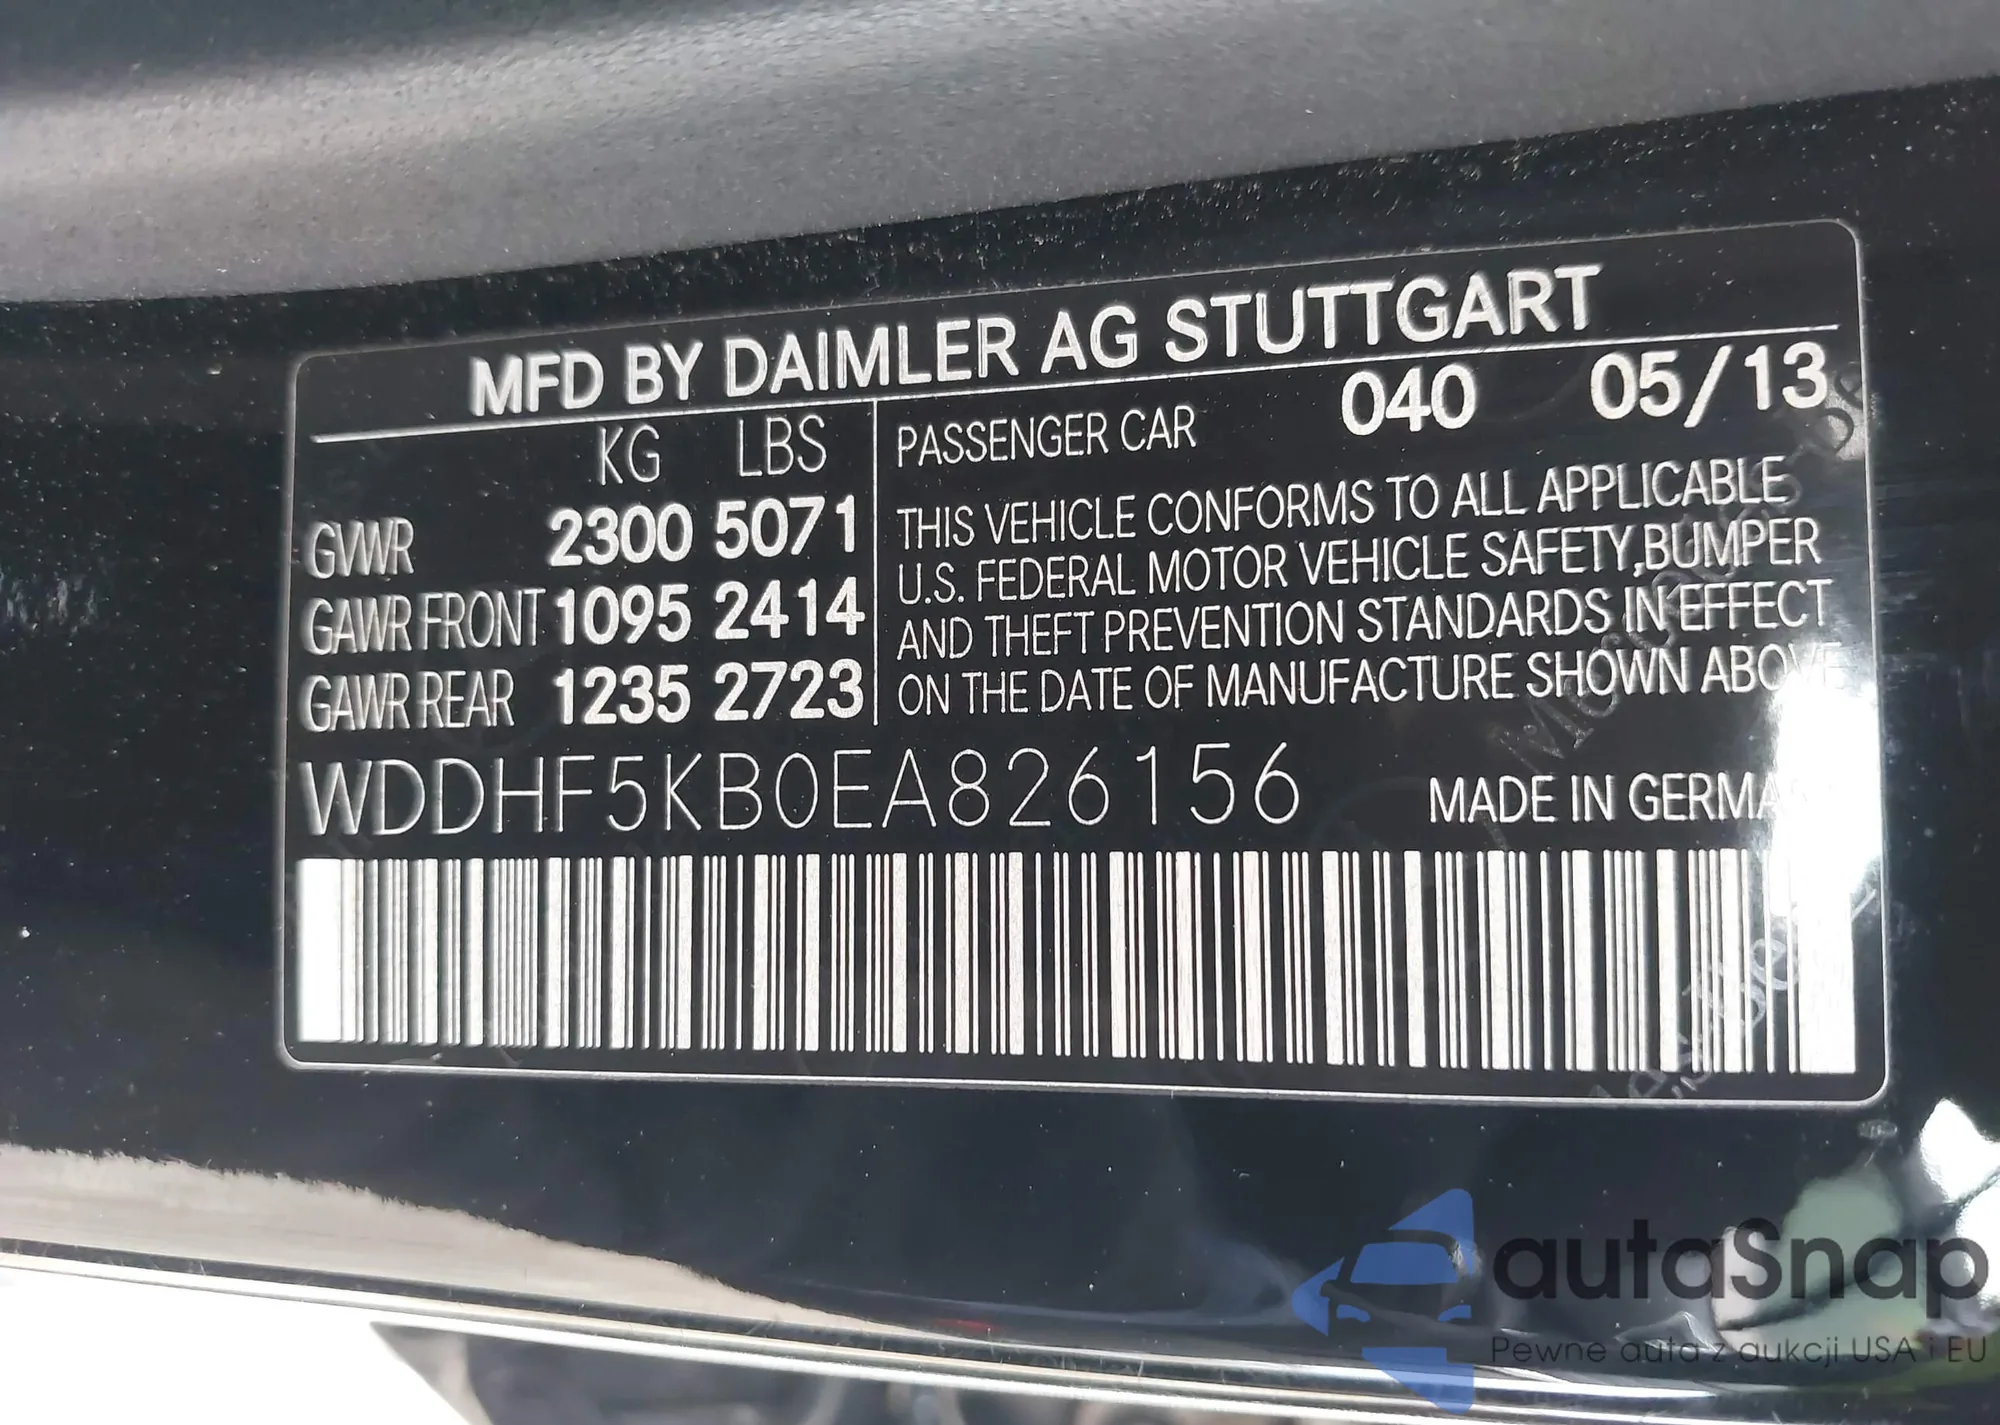 MFD BY DAIMLER AG STUTTGART
KG LBS
GVWR 2300 5071
GAWR FRONT 1095 2414
GAWR REAR 1235 2723
PASSENGER CAR 040 05/13
THIS VEHICLE CONFORMS TO ALL APPLICABLE
U.S. FEDERAL MOTOR VEHICLE SAFETY,BUMPER
AND THEFT PREVENTION STANDARDS IN EFFECT
ON THE DATE OF MANUFACTURE SHOWN ABOVE
WDDHF5KB0EA826156
MADE IN GERMA
autaSnap
Pewne auta z aukcji USA i EU